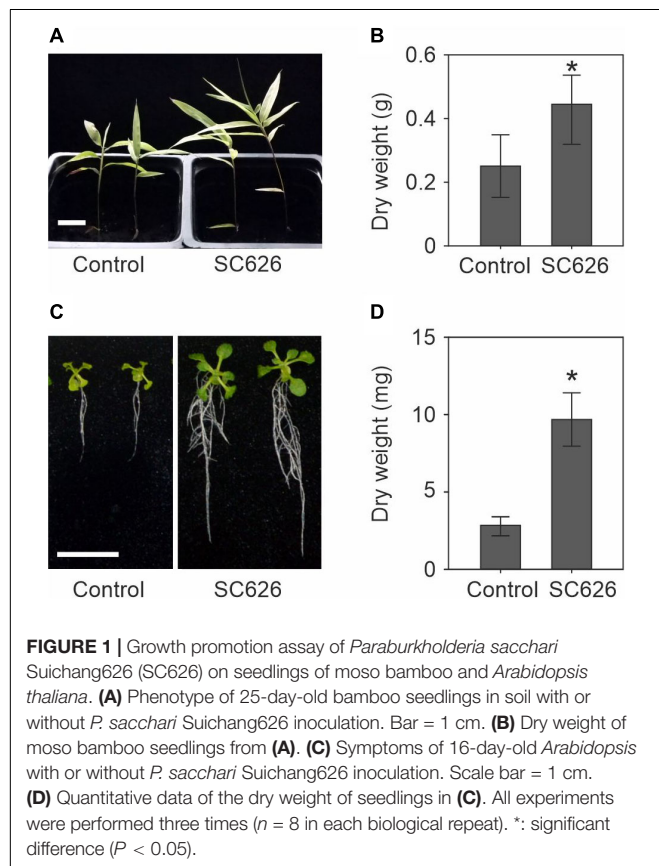 A
B
Dry weight (g)
0.6
0.4
0.2
0
*
Control SC626
Control SC626
C
D
Dry weight (mg)
15
10
5
0
*
Control SC626
Control SC626
FIGURE 1 | Growth promotion assay of Paraburkholderia sacchari
Suichang626 (SC626) on seedlings of moso bamboo and Arabidopsis
thaliana. (A) Phenotype of 25-day-old bamboo seedlings in soil with or
without P. sacchari Suichang626 inoculation. Bar = 1 cm. (B) Dry weight of
moso bamboo seedlings from (A). (C) Symptoms of 16-day-old Arabidopsis
with or without P. sacchari Suichang626 inoculation. Scale bar = 1 cm.
(D) Quantitative data of the dry weight of seedlings in (C). All experiments
were performed three times (n = 8 in each biological repeat). *: significant
difference (P < 0.05).